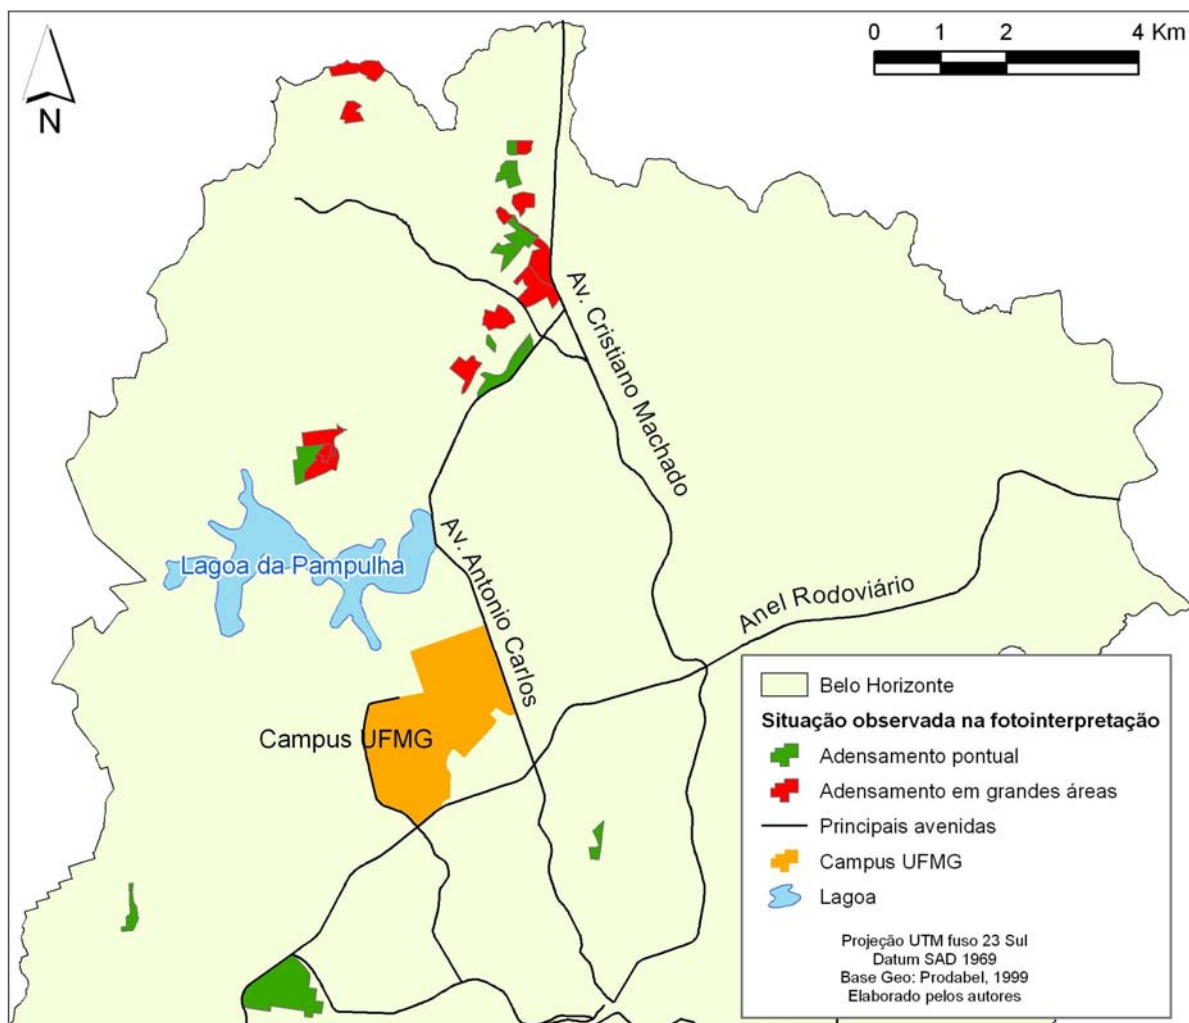 0 1 2 4 Km
N
Av. Cristiano Machado
Av. Antonio Carlos
Lagoa da Pampulha
Anel Rodoviário
Campus UFMG
Belo Horizonte
Situação observada na fotointerpretação
Adensamento pontual
Adensamento em grandes áreas
Principais avenidas
Campus UFMG
Lagoa
Projeção UTM fuso 23 Sul
Datum SAD 1969
Base Geo: Prodabel, 1999
Elaborado pelos autores